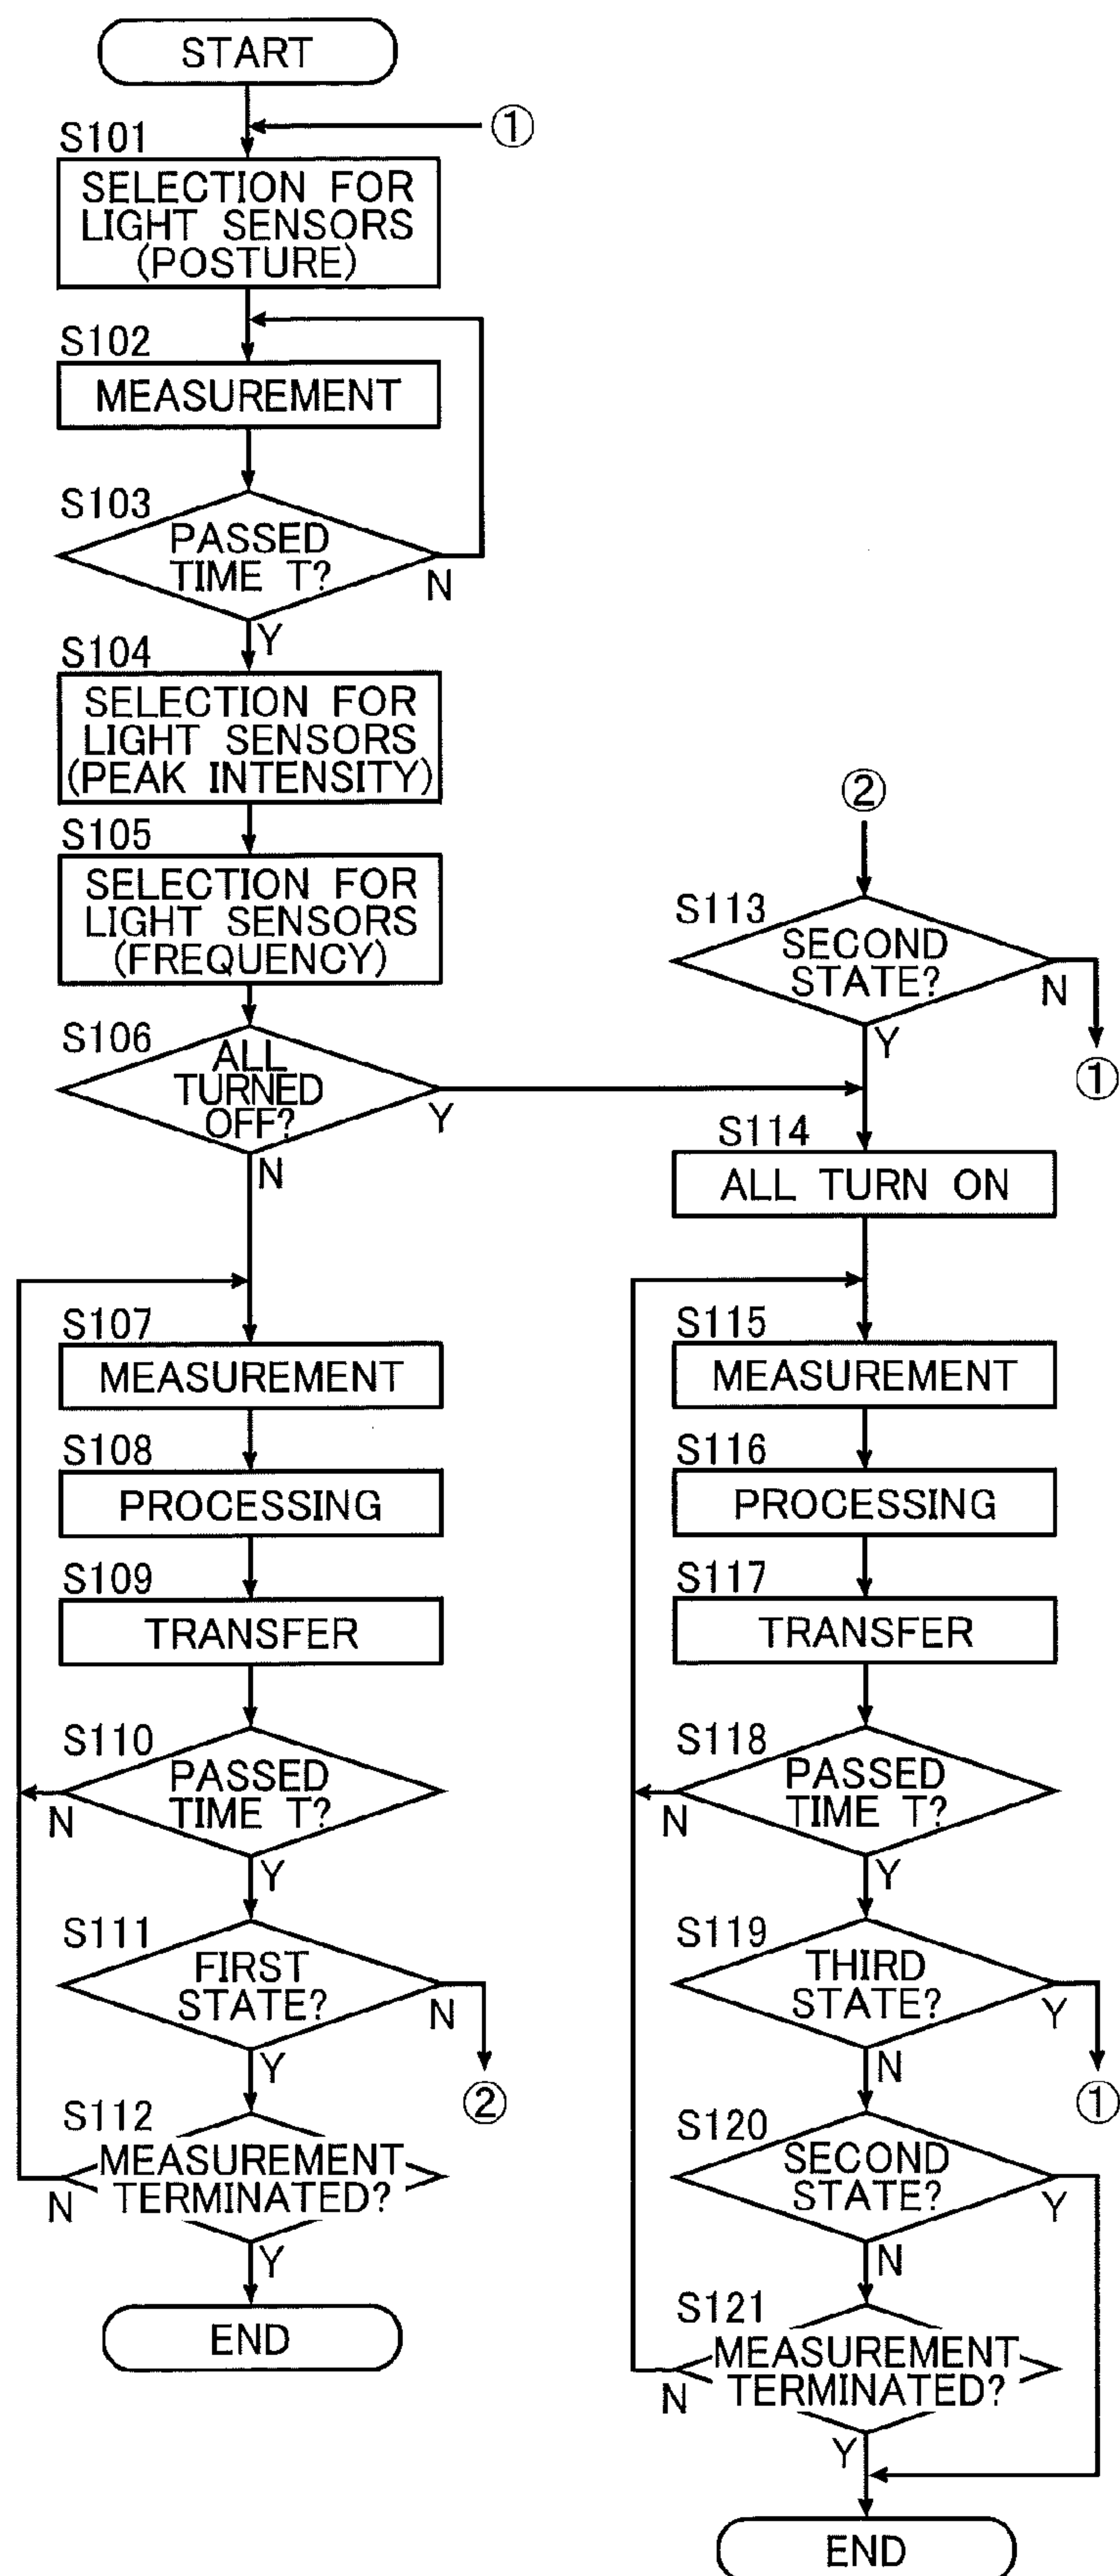 START
①
S101
SELECTION FOR
LIGHT SENSORS
(POSTURE)
S102
MEASUREMENT
S103
PASSED
TIME T?
N
Y
S104
SELECTION FOR
LIGHT SENSORS
(PEAK INTENSITY)
S105
SELECTION FOR
LIGHT SENSORS
(FREQUENCY)
S106
ALL
TURNED
OFF?
Y
N
S107
MEASUREMENT
S108
PROCESSING
S109
TRANSFER
S110
PASSED
TIME T?
N
Y
S111
FIRST
STATE?
N
②
Y
S112
MEASUREMENT
TERMINATED?
N
Y
END
②
S113
SECOND
STATE?
N
①
Y
S114
ALL TURN ON
S115
MEASUREMENT
S116
PROCESSING
S117
TRANSFER
S118
PASSED
TIME T?
N
Y
S119
THIRD
STATE?
Y
①
N
S120
SECOND
STATE?
Y
N
S121
MEASUREMENT
TERMINATED?
N
Y
END